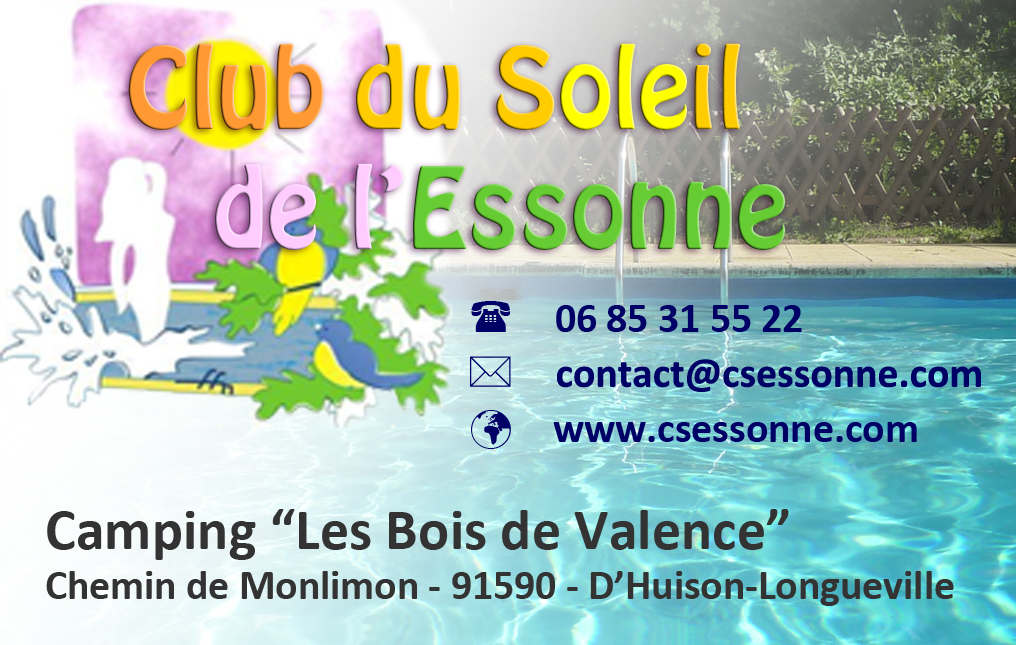 Club du Soleil
de l'Essonne
06 85 31 55 22
contact@csessonne.com
www.csessonne.com
Camping “Les Bois de Valence”
Chemin de Monlimon - 91590 - D’Huison-Longueville